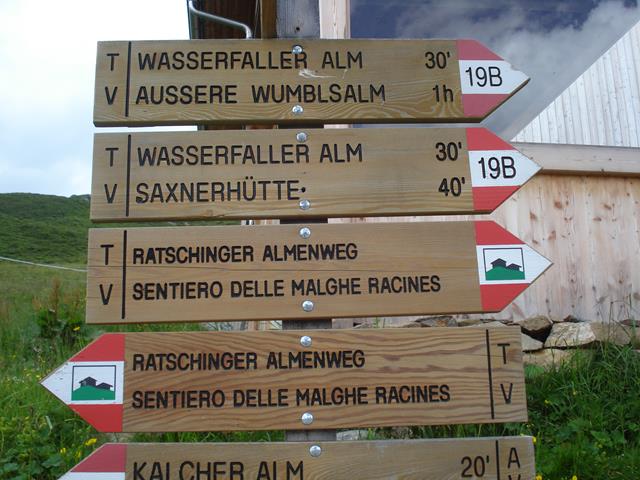 T WASSERFALLER ALM 30'
V AUSSERE WUMBLSALM 1h
19B
T WASSERFALLER ALM 30'
V SAXNERHÜTTE 40'
19B
T RATSCHINGER ALMENWEG
V SENTIERO DELLE MALGHE RACINES
RATSCHINGER ALMENWEG T
SENTIERO DELLE MALGHE RACINES V
KALCHER ALM 20' A